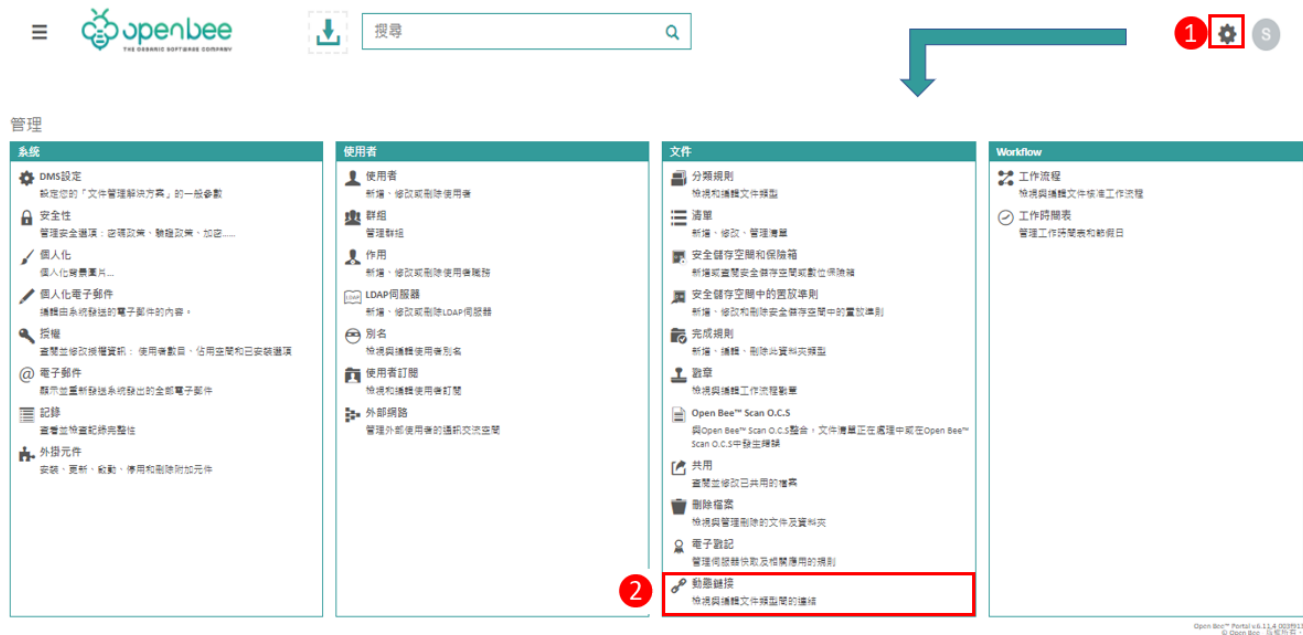 openbee
THE ORGANIC SOFTWARE COMPANY
搜尋
1
S
管理
系統
DMS設定
設定您的「文件管理解決方案」的一般參數
安全性
管理安全選項：密碼政策、驗證政策、加密......
個人化
個人化背景圖片...
個人化電子郵件
編輯由系統發送的電子郵件的內容。
授權
查閱並修改授權資訊： 使用者數目、佔用空間和已安裝選項
@ 電子郵件
顯示並重新發送系統發出的全部電子郵件
記錄
查看並檢查記錄完整性
外掛元件
安裝、更新、啟動、停用和刪除附加元件
使用者
使用者
新增、修改或刪除使用者
群組
管理群組
作用
新增、修改或刪除使用者職務
LDAP
LDAP伺服器
新增、修改或刪除LDAP伺服器
別名
檢視與編輯使用者別名
使用者訂閱
檢視和編輯使用者訂閱
外部網路
管理外部使用者的通訊交流空間
文件
分類規則
檢視和編輯文件類型
清單
新增、修改、管理清單
安全儲存空間和保險箱
新增或查閱安全儲存空間或數位保險箱
安全儲存空間中的置放準則
新增、修改和刪除安全儲存空間中的置放準則
完成規則
新增、編輯、刪除此資料夾類型
戳章
檢視與編輯工作流程戳章
Open Bee™ Scan O.C.S
與Open Bee™ Scan O.C.S整合，文件清單正在處理中或在Open Bee™
Scan O.C.S中發生錯誤
共用
查閱並修改已共用的檔案
刪除檔案
檢視與管理刪除的文件及資料夾
電子戳記
管理伺服器快取及相關應用的規則
2
動態鏈接
檢視與編輯文件類型間的連結
Workflow
工作流程
檢視與編輯文件核准工作流程
工作時間表
管理工作時間表和節假日
Open Bee™ Portal v.6.11.4
© Open Bee - 版權所有。